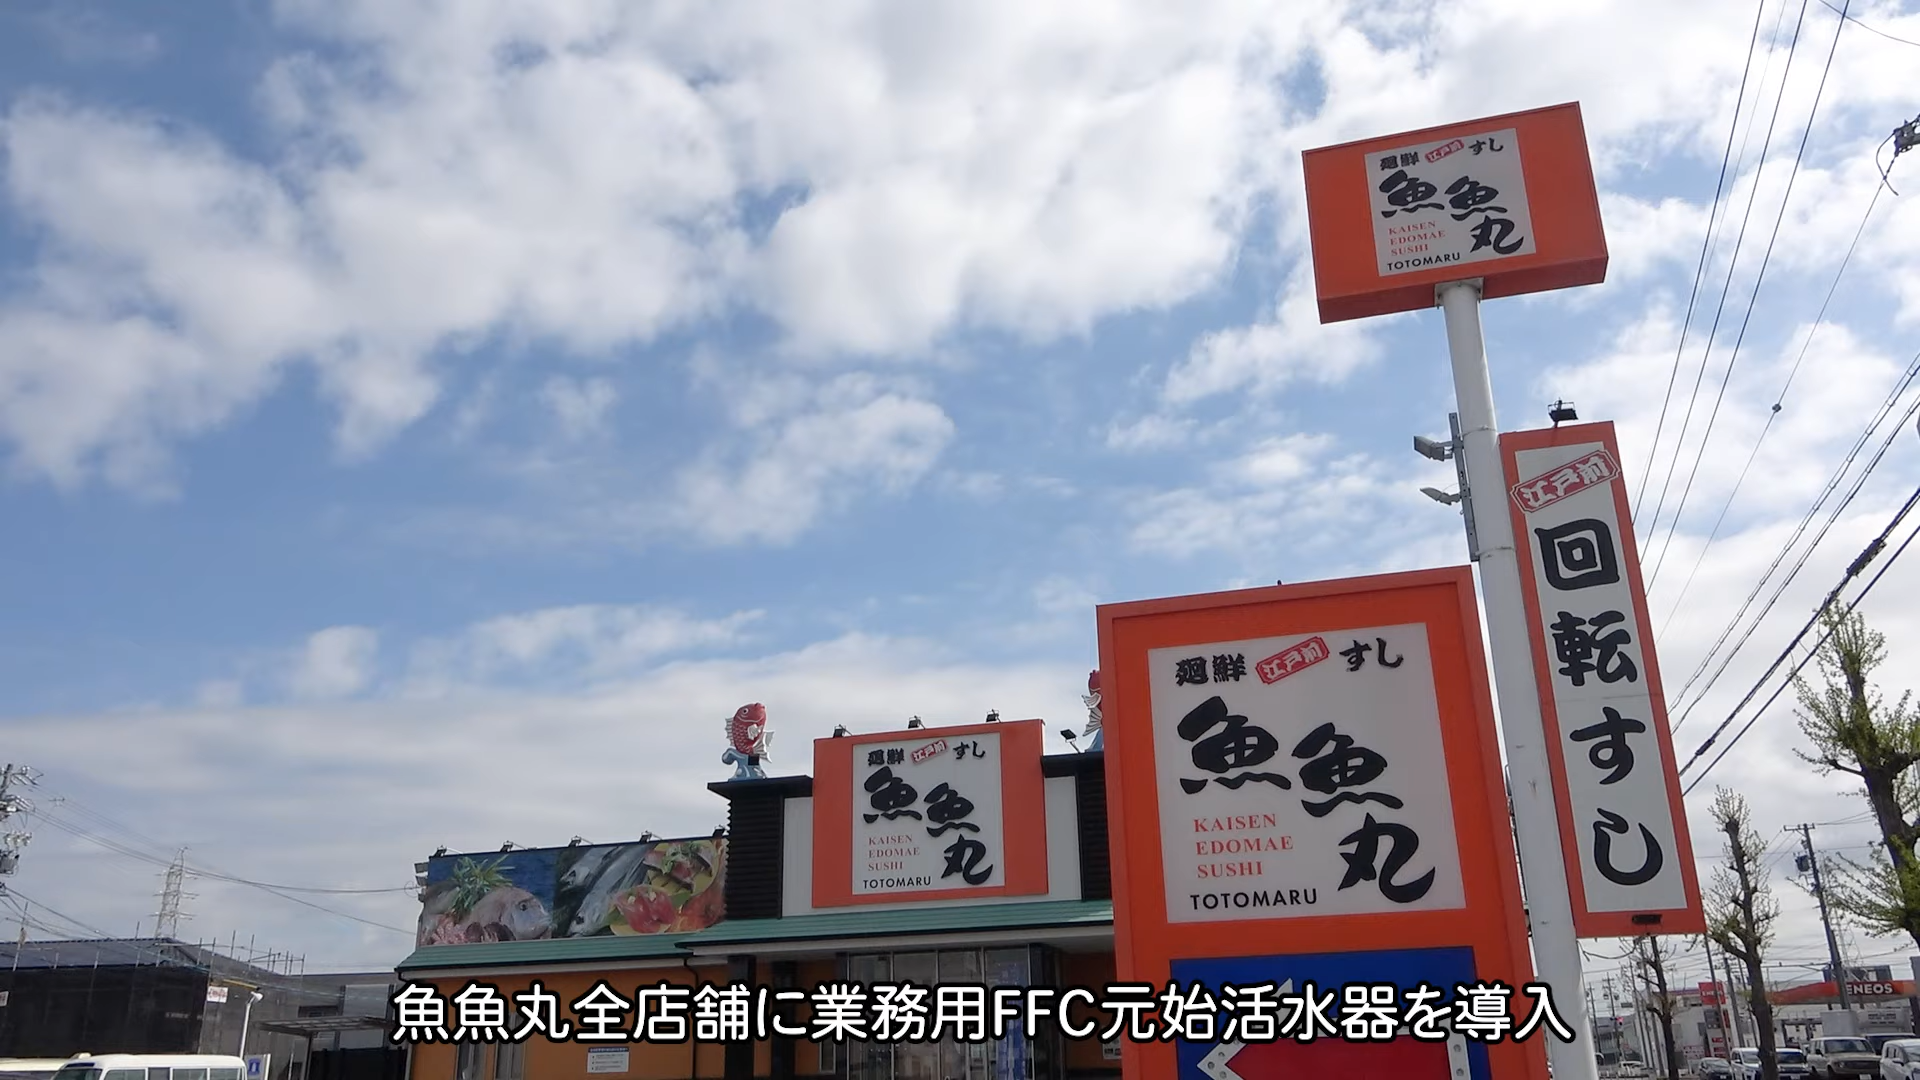 廻鮮 江戸前 すし
魚魚丸
KAISEN
EDOMAE
SUSHI
TOTOMARU
江戸前
回転すし
廻鮮 江戸前 すし
魚魚丸
KAISEN
EDOMAE
SUSHI
TOTOMARU
廻鮮 江戸前 すし
魚魚丸
KAISEN
EDOMAE
SUSHI
TOTOMARU
ENEOS
魚魚丸全店舗に業務用FFC元始活水器を導入